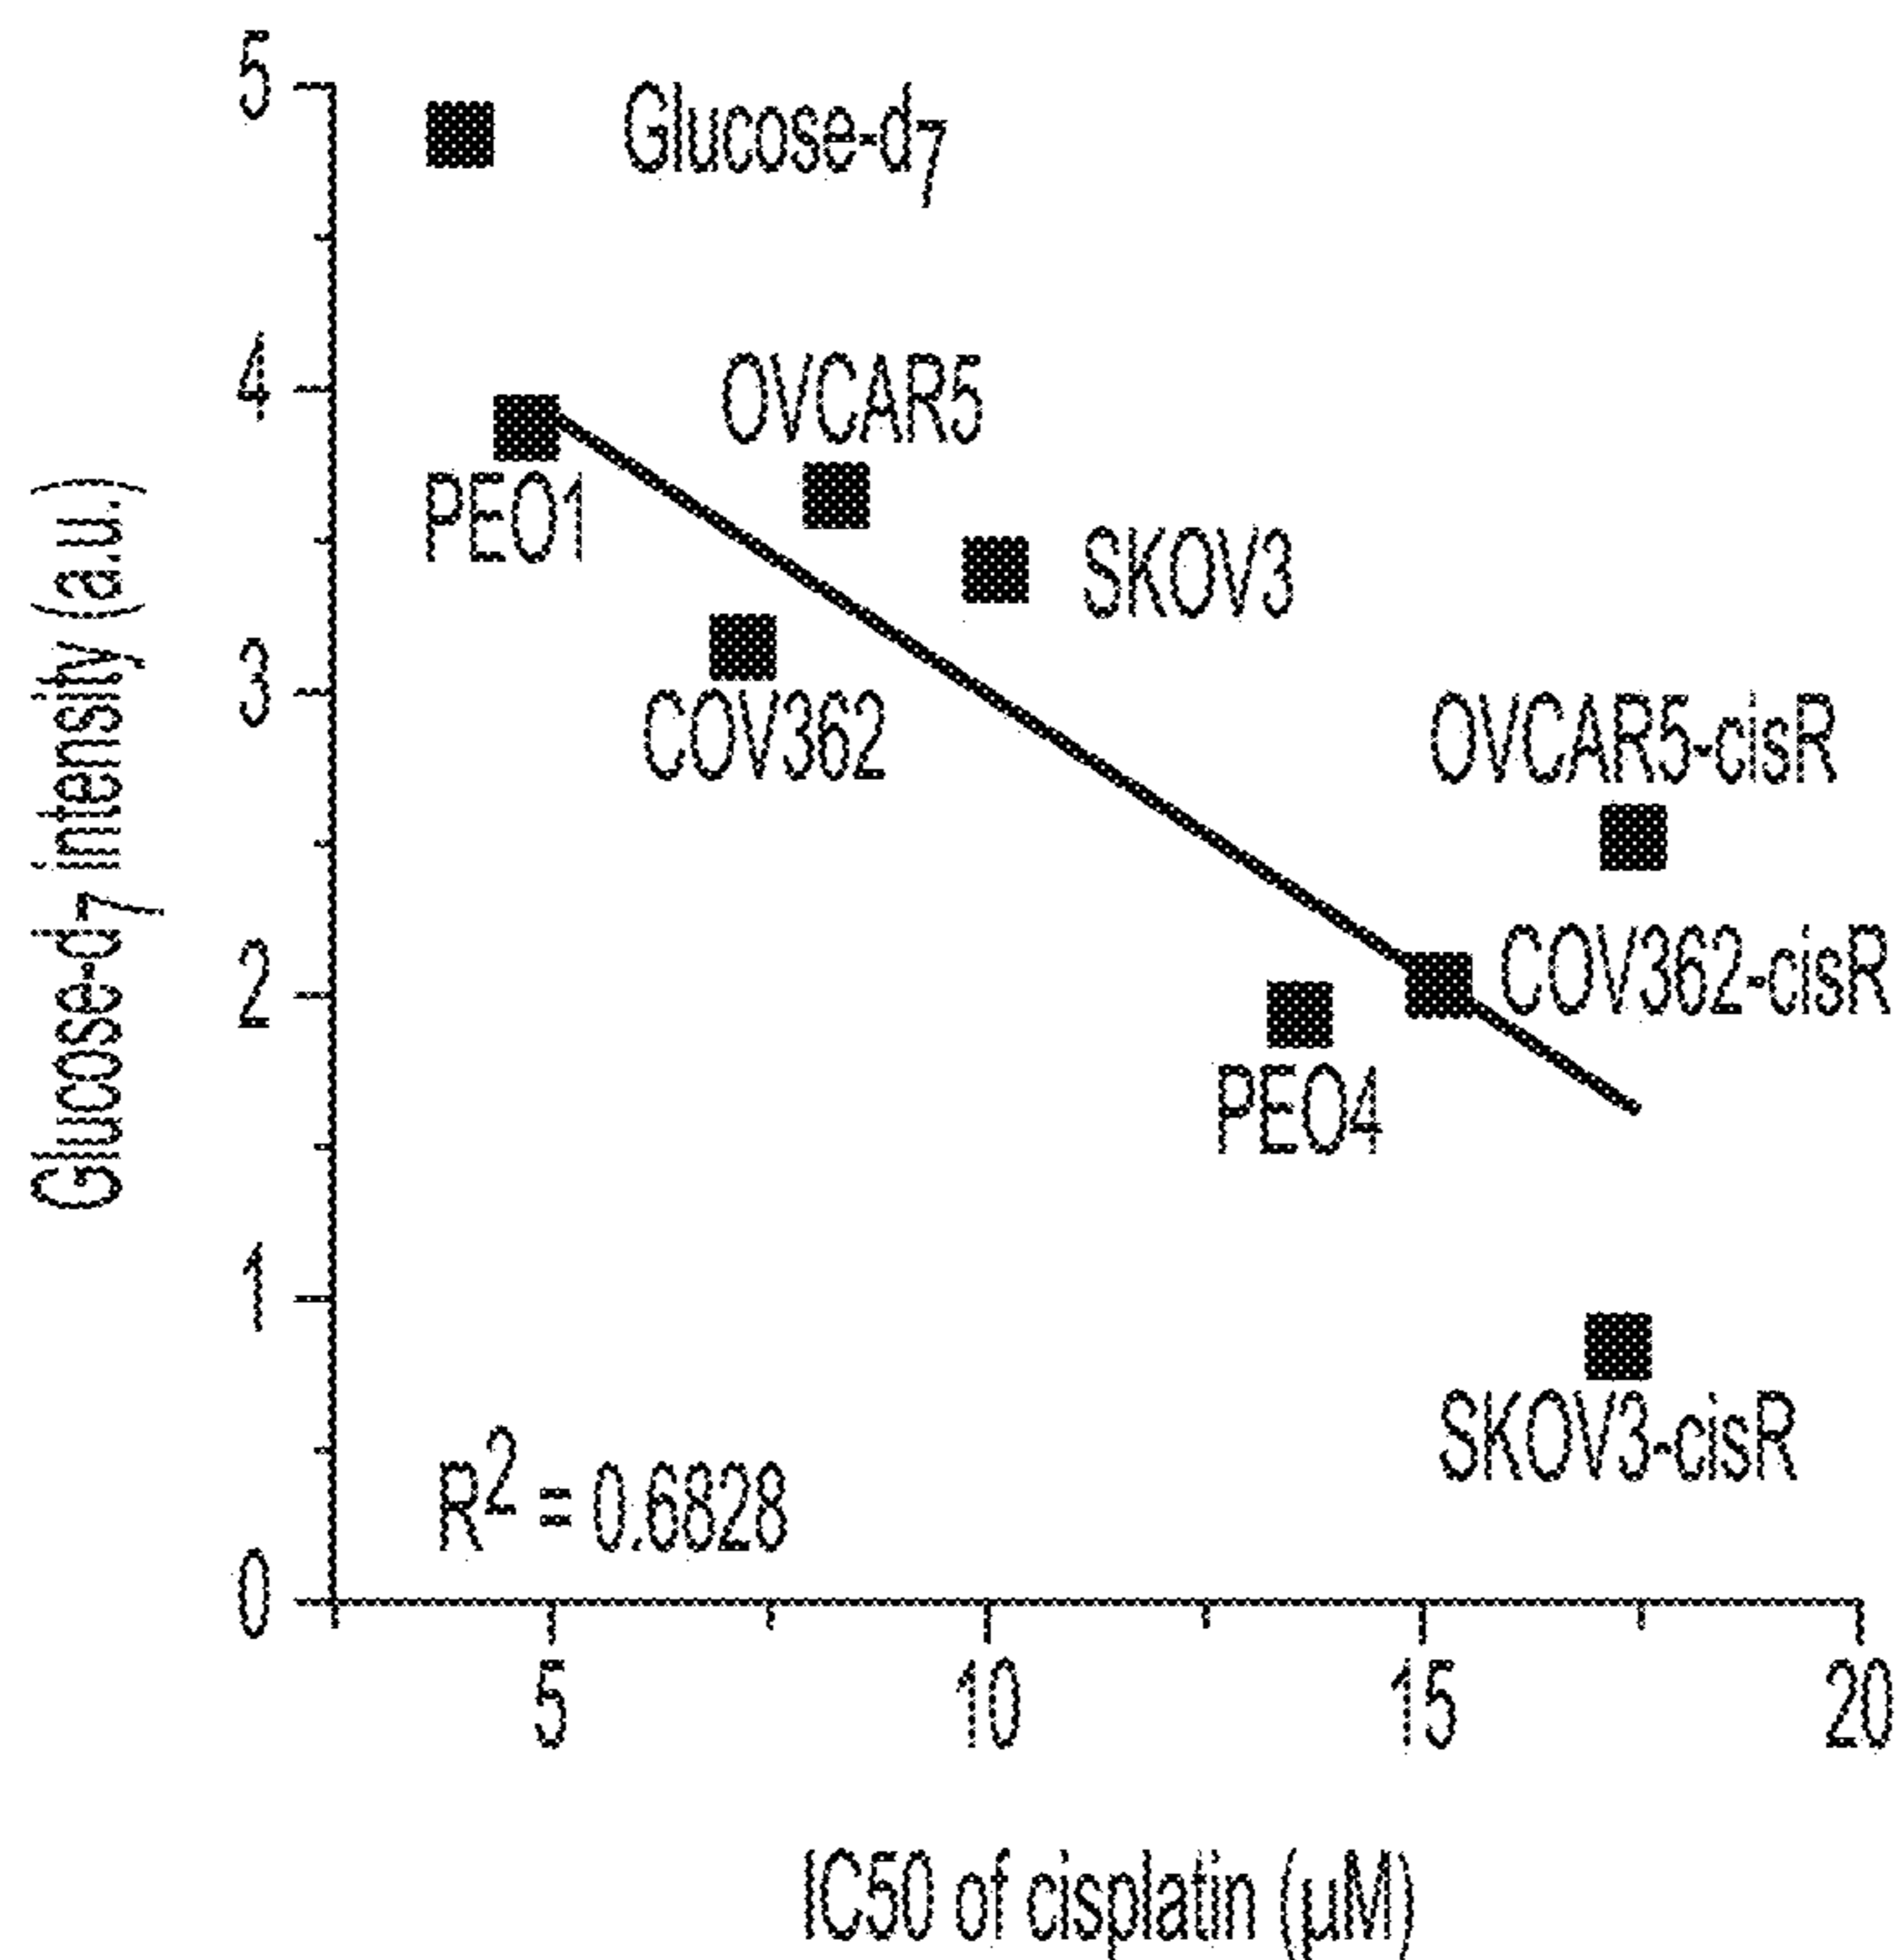 Glucose-d7
5
4
3
2
1
0
Glucose-d7 intensity (a.u.)
OVCAR5
PEO1
SKOV3
COV362
OVCAR5-cisR
COV362-cisR
PEO4
SKOV3-cisR
R2 = 0.6828
5 10 15 20
IC50 of cisplatin (µM)